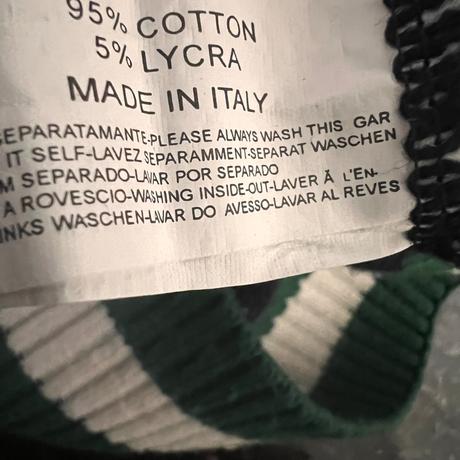 95% COTTON
5% LYCRA
MADE IN ITALY
SEPARATAMANTE-PLEASE ALWAYS WASH THIS GAR
IT SELF-LAVEZ SEPARAMMENT-SEPARAT WASCHEN
M SEPARADO-LAVAR POR SEPARADO
A ROVESCIO-WASHING INSIDE-OUT-LAVER Á L'EN-
NKS WASCHEN-LAVAR DO AVESSO-LAVAR AL REVES